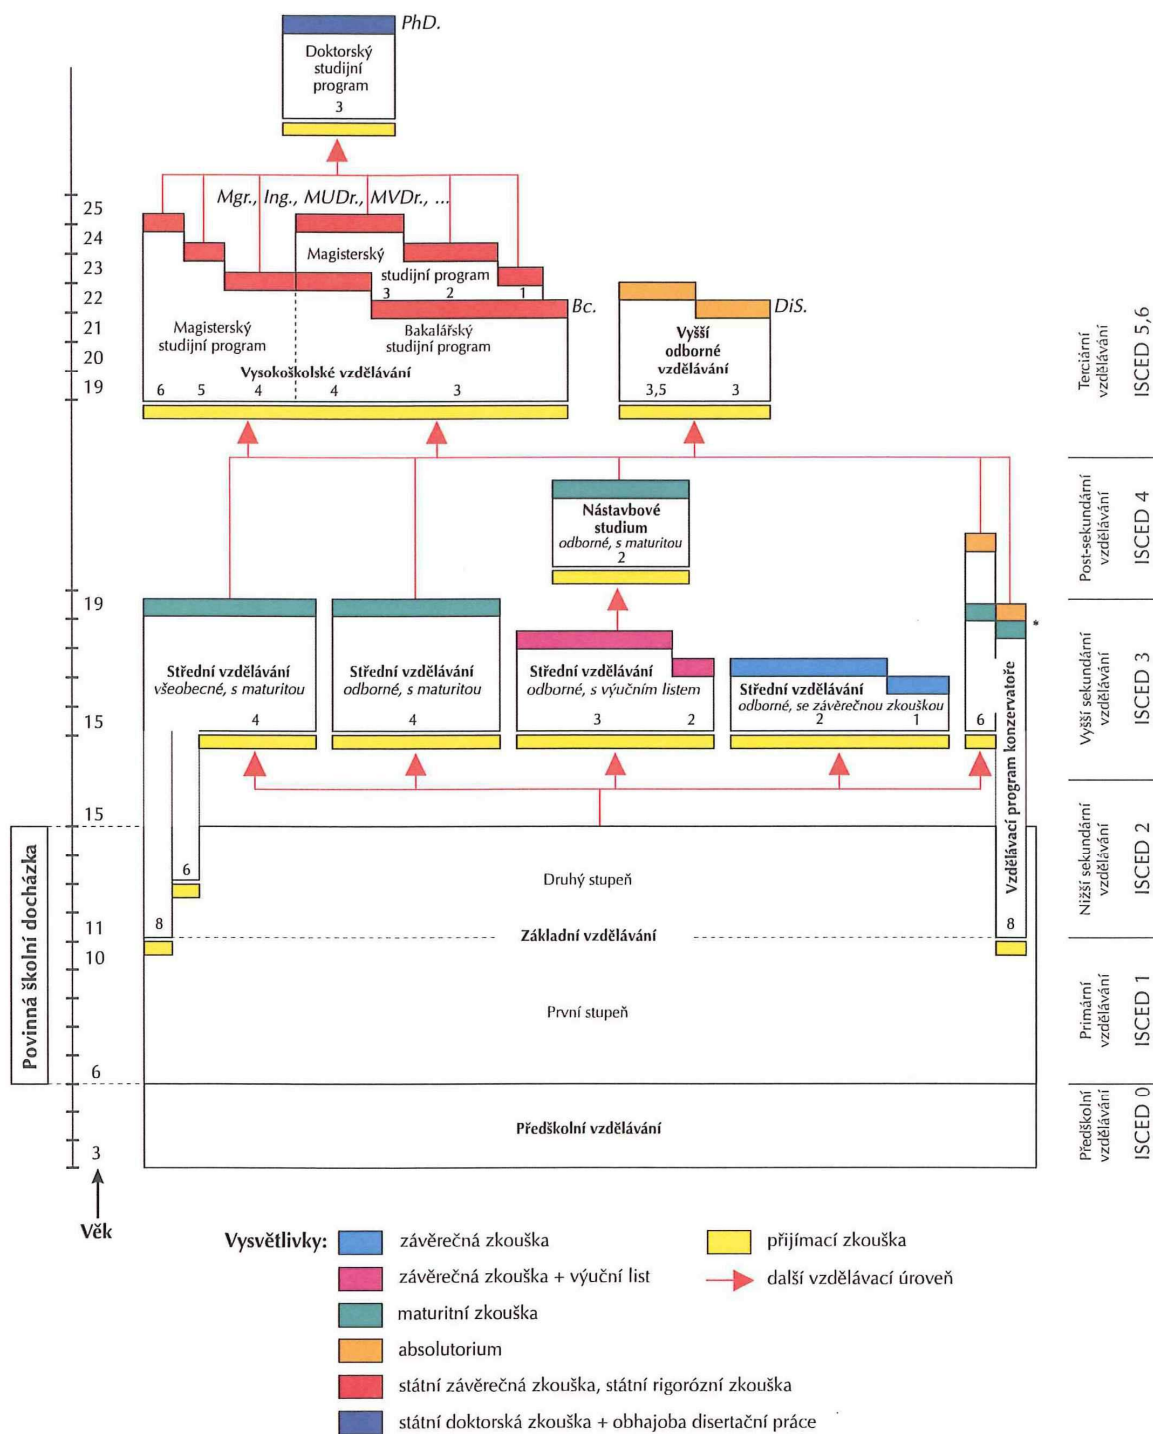 PhD.
Doktorský
studijní
program
3
Mgr., Ing., MUDr., MVDr., ...
Magisterský
studijní program
3 2 1
Bc.
Magisterský
studijní program
Bakalářský
studijní program
Vysokoškolské vzdělávání
6 5 4 4 3
DiS.
Vyšší
odborné
vzdělávání
3,5 3
25
24
23
22
21
20
19
Terciární
vzdělávání
ISCED 5,6
Nástavbové
studium
odborné, s maturitou
2
Post-sekundární
vzdělávání
ISCED 4
19
15
Střední vzdělávání
všeobecné, s maturitou
4
Střední vzdělávání
odborné, s maturitou
4
Střední vzdělávání
odborné, s výučním listem
3 2
Střední vzdělávání
odborné, se závěrečnou zkouškou
2 1
6
*
Vzdělávací program konzervatoře
8
Vyšší sekundární
vzdělávání
ISCED 3
15
11
10
6
3
Povinná školní docházka
6
8
Druhý stupeň
Základní vzdělávání
První stupeň
Předškolní vzdělávání
Nižší sekundární
vzdělávání
ISCED 2
Primární
vzdělávání
ISCED 1
Předškolní
vzdělávání
ISCED 0
Věk
Vysvětlivky:
závěrečná zkouška
závěrečná zkouška + výuční list
maturitní zkouška
absolutorium
státní závěrečná zkouška, státní rigorózní zkouška
státní doktorská zkouška + obhajoba disertační práce
přijímací zkouška
další vzdělávací úroveň